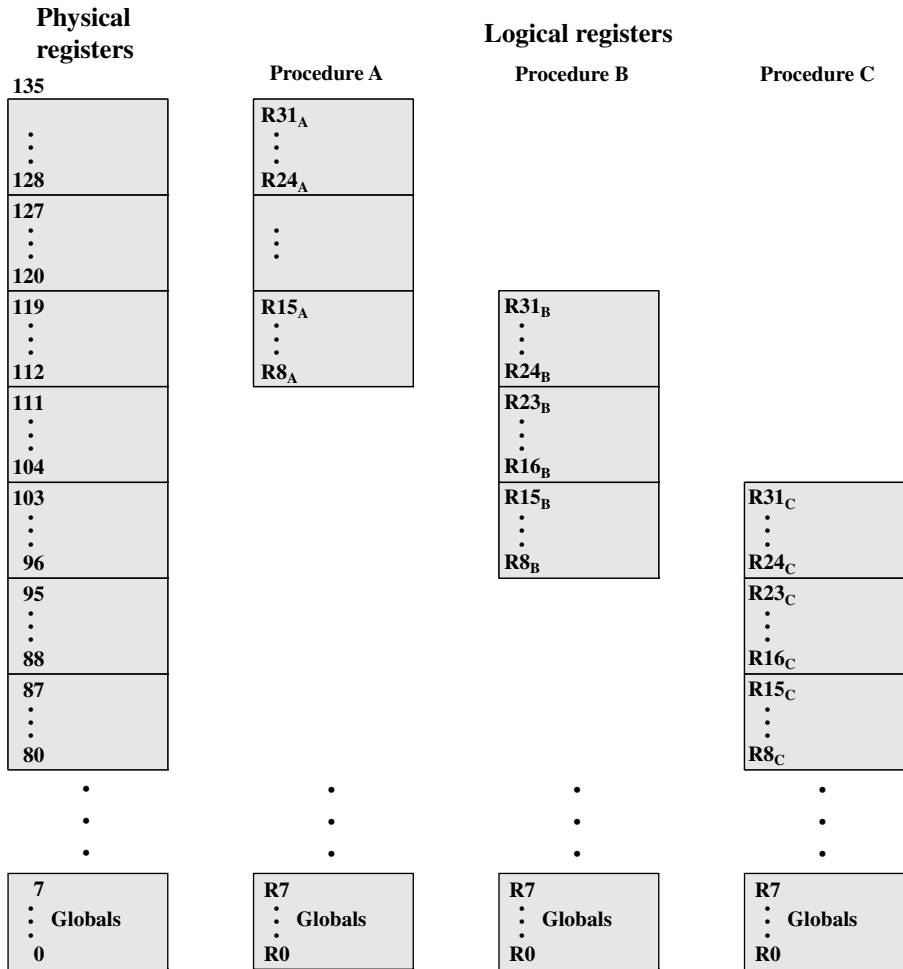 Physical
registers
Logical registers
Procedure A
Procedure B
Procedure C
135
128
127
120
119
112
111
104
103
96
95
88
87
80
7
Globals
0
R31A
R24A
R15A
R8A
R7
Globals
R0
R31B
R24B
R23B
R16B
R15B
R8B
R7
Globals
R0
R31C
R24C
R23C
R16C
R15C
R8C
R7
Globals
R0